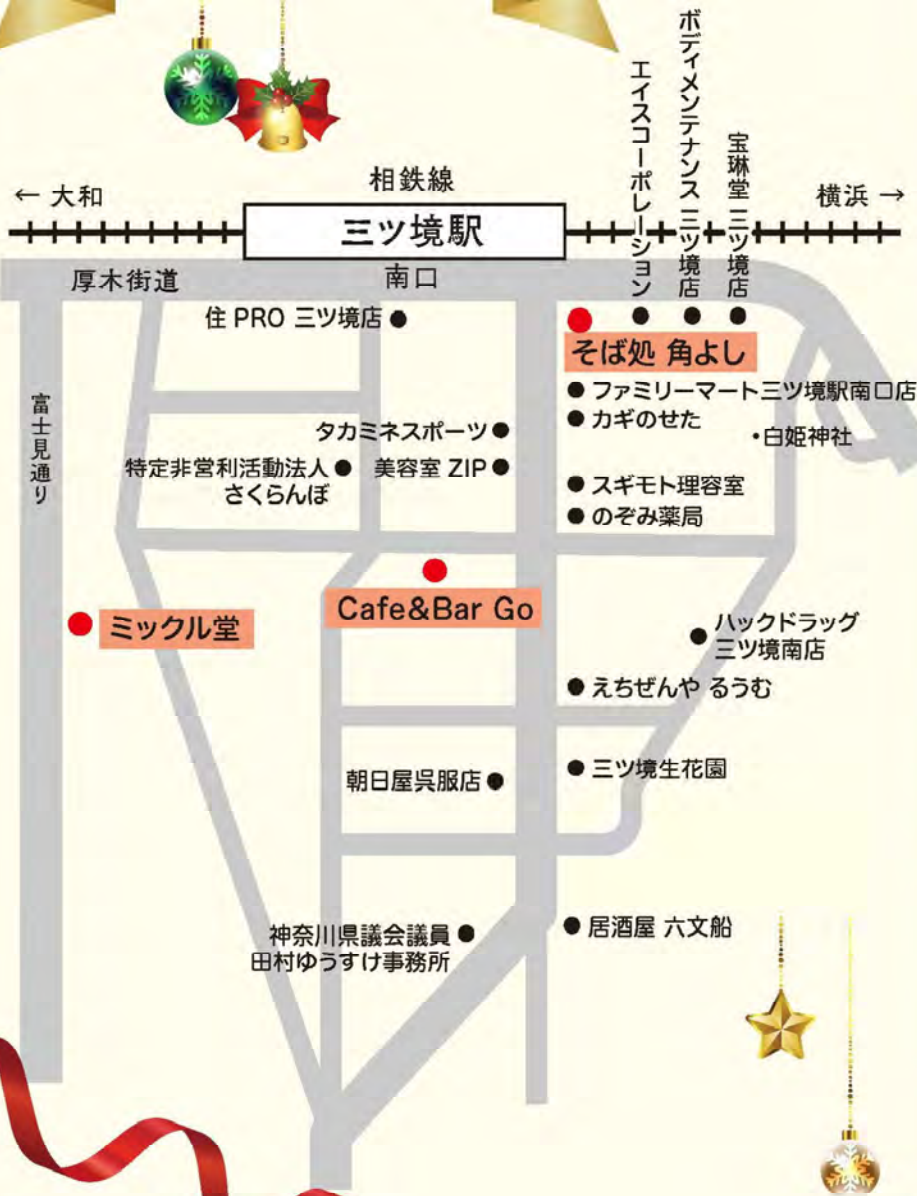 ボディメンテナンス 三ツ境店
エイスコーポレーション
宝琳堂 三ツ境店
相鉄線
← 大和
横浜 →
三ツ境駅
厚木街道
南口
住 PRO 三ツ境店
そば処 角よし
ファミリーマート三ツ境駅南口店
富士見通り
カギのせた
タカミネスポーツ
・白姫神社
特定非営利活動法人
さくらんぼ
美容室 ZIP
スギモト理容室
のぞみ薬局
Cafe&Bar Go
ミックル堂
ハックドラッグ
三ツ境南店
えちぜんや るうむ
三ツ境生花園
朝日屋呉服店
居酒屋 六文船
神奈川県議会議員
田村ゆうすけ事務所